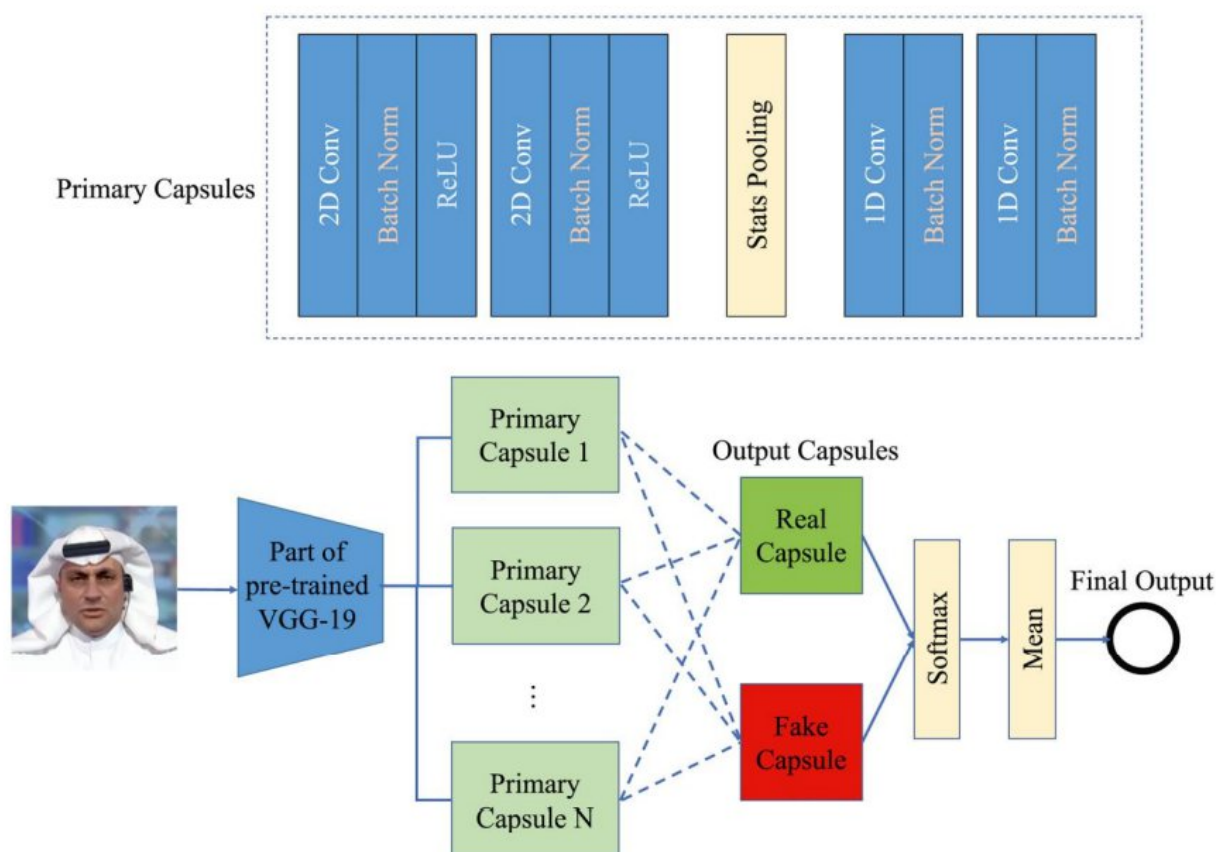 Primary Capsules
2D Conv
Batch Norm
ReLU
2D Conv
Batch Norm
ReLU
Stats Pooling
1D Conv
Batch Norm
1D Conv
Batch Norm
Part of
pre-trained
VGG-19
Primary
Capsule 1
Primary
Capsule 2
...
Primary
Capsule N
Output Capsules
Real
Capsule
Fake
Capsule
Softmax
Mean
Final Output